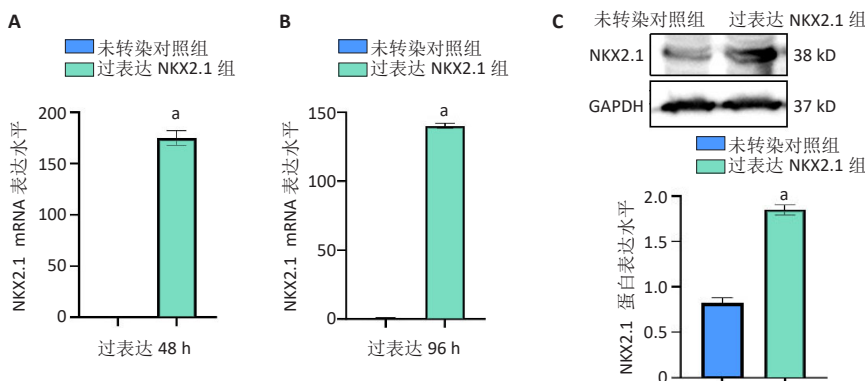 A
未转染对照组
过表达 NKX2.1 组
NKX2.1 mRNA 表达水平
200
150
100
50
0
a
过表达 48 h
B
未转染对照组
过表达 NKX2.1 组
NKX2.1 mRNA 表达水平
150
100
50
0
a
过表达 96 h
C
未转染对照组 过表达 NKX2.1 组
NKX2.1 38 kD
GAPDH 37 kD
未转染对照组
过表达 NKX2.1 组
NKX2.1 蛋白表达水平
2.0
1.5
1.0
0.5
0
a